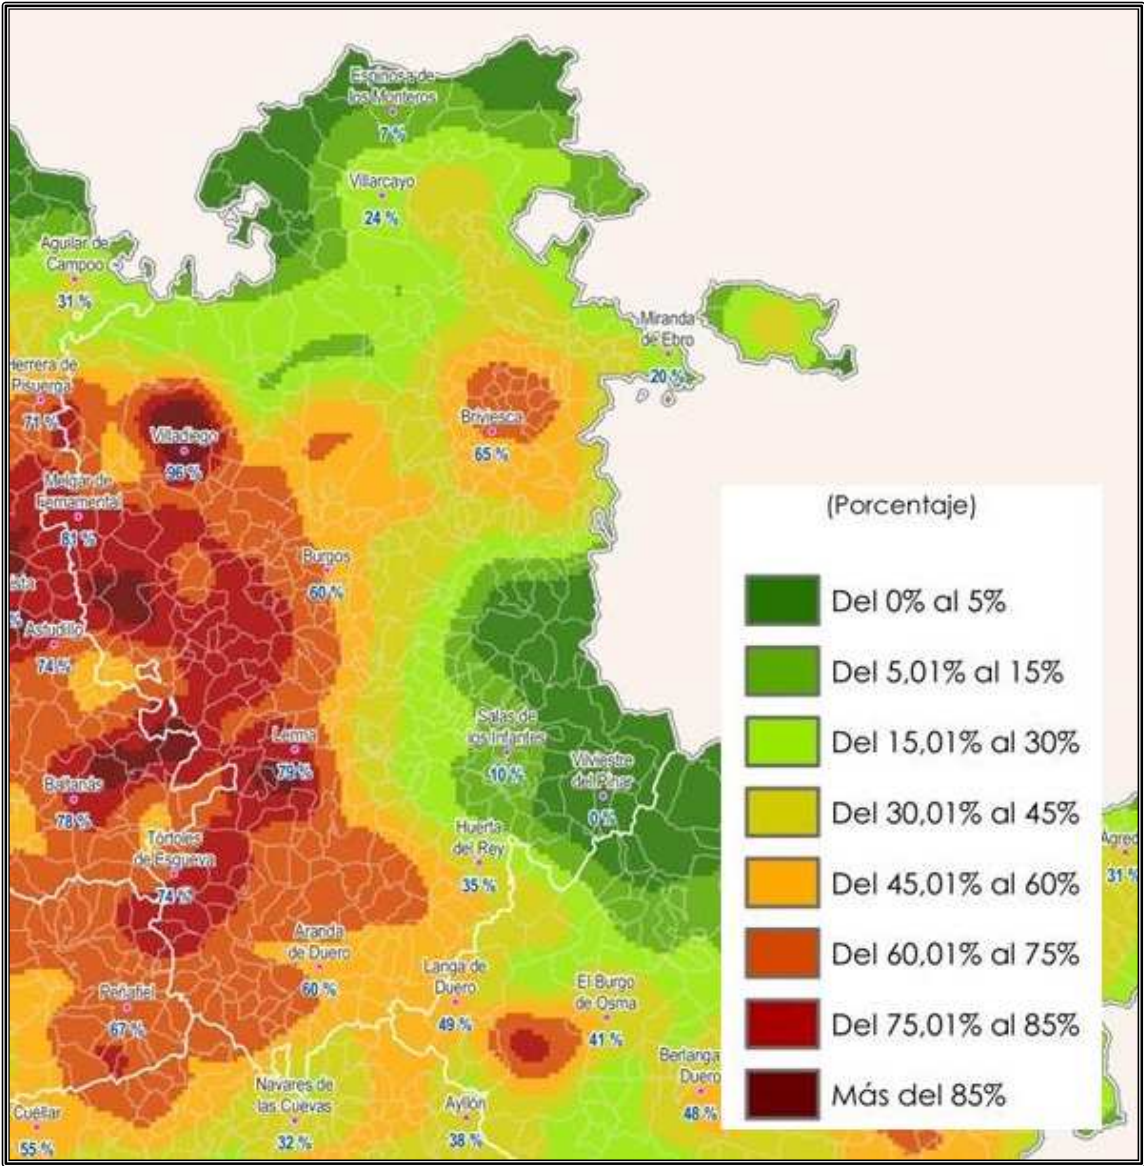 Espinosa de
los Monteros
7 %
Villarcayo
24 %
Aguilar de
Campoo
31 %
Miranda
de Ebro
20 %
Herrera de
Pisuerga
71 %
Villadiego
96 %
Briviesca
65 %
Melgar de
Fernamental
81 %
(Porcentaje)
Burgos
60 %
Del 0% al 5%
Astudillo
74 %
Del 5,01% al 15%
Salas de
los Infantes
10 %
Lerma
79 %
Vilviestre
del Pinar
0 %
Del 15,01% al 30%
Baltanás
78 %
Del 30,01% al 45%
Tórtoles
de Esgueva
74 %
Huerta
del Rey
35 %
31 %
Del 45,01% al 60%
Aranda
de Duero
60 %
Del 60,01% al 75%
Langa de
Duero
49 %
El Burgo
de Osma
41 %
Peñafiel
67 %
Del 75,01% al 85%
Berlanga
Duero
48 %
Navares de
las Cuevas
32 %
Ayllón
38 %
Más del 85%
Cuéllar
55 %